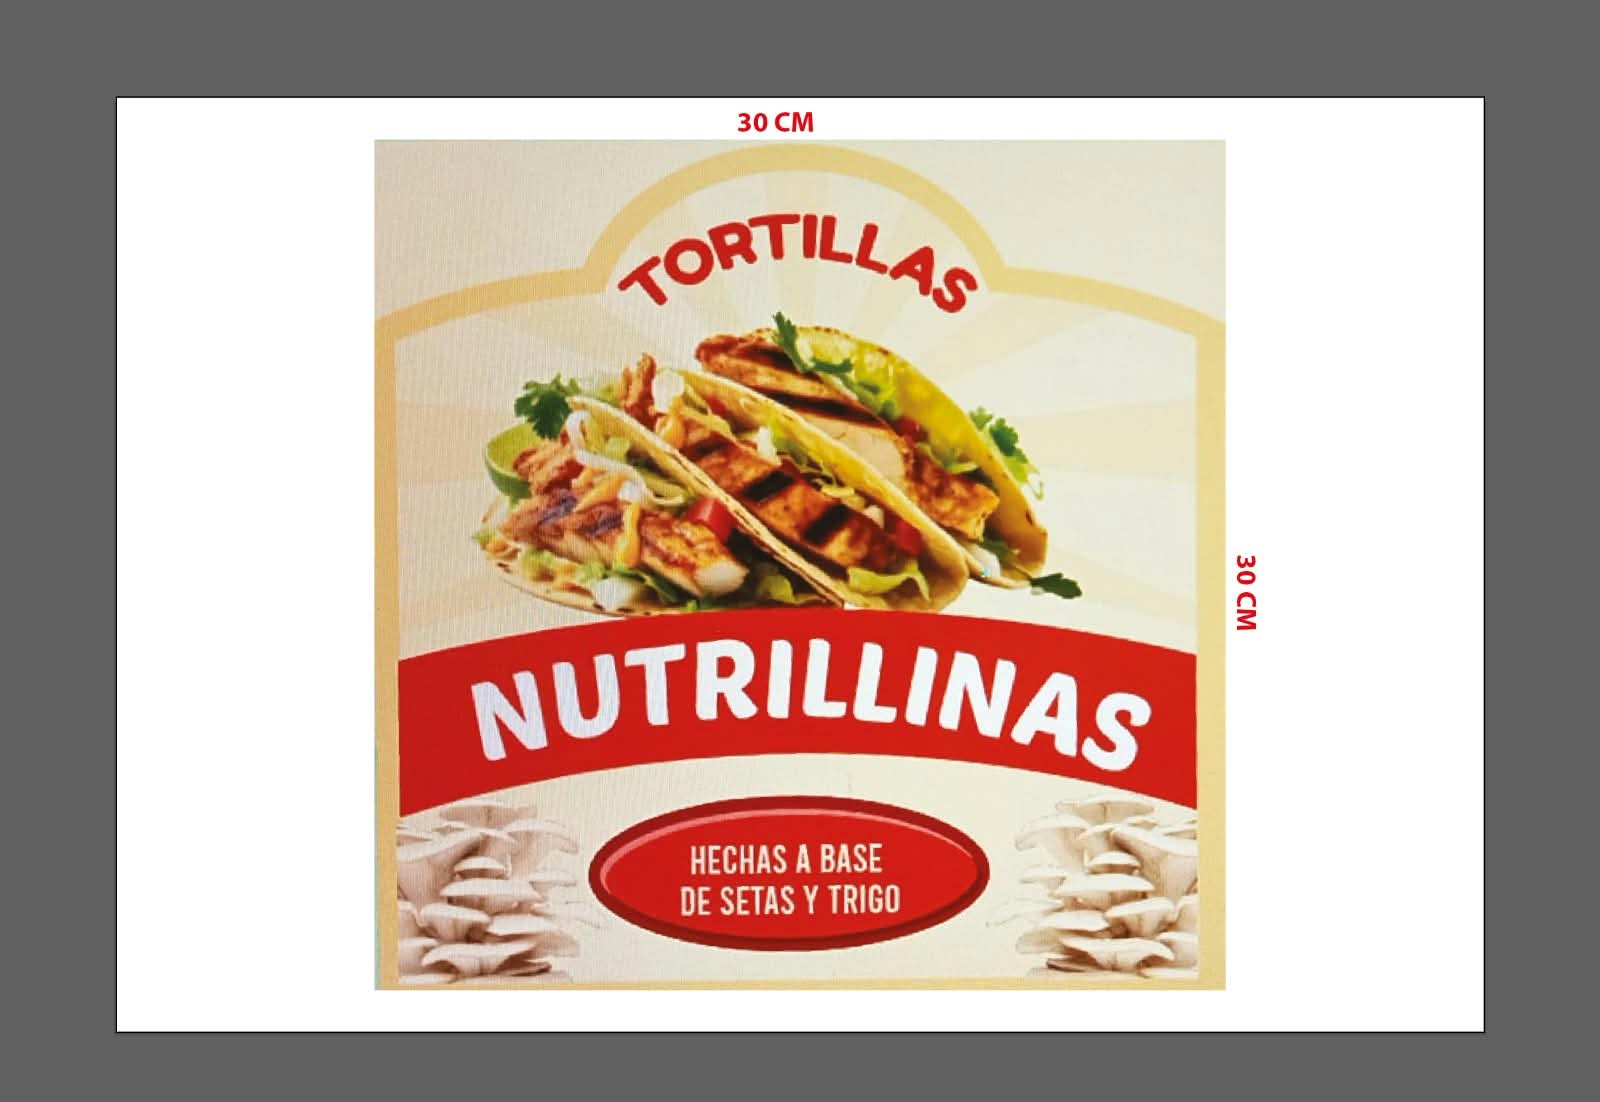 30 CM
TORTILLAS
30 CM
NUTRILLINAS
HECHAS A BASE
DE SETAS Y TRIGO